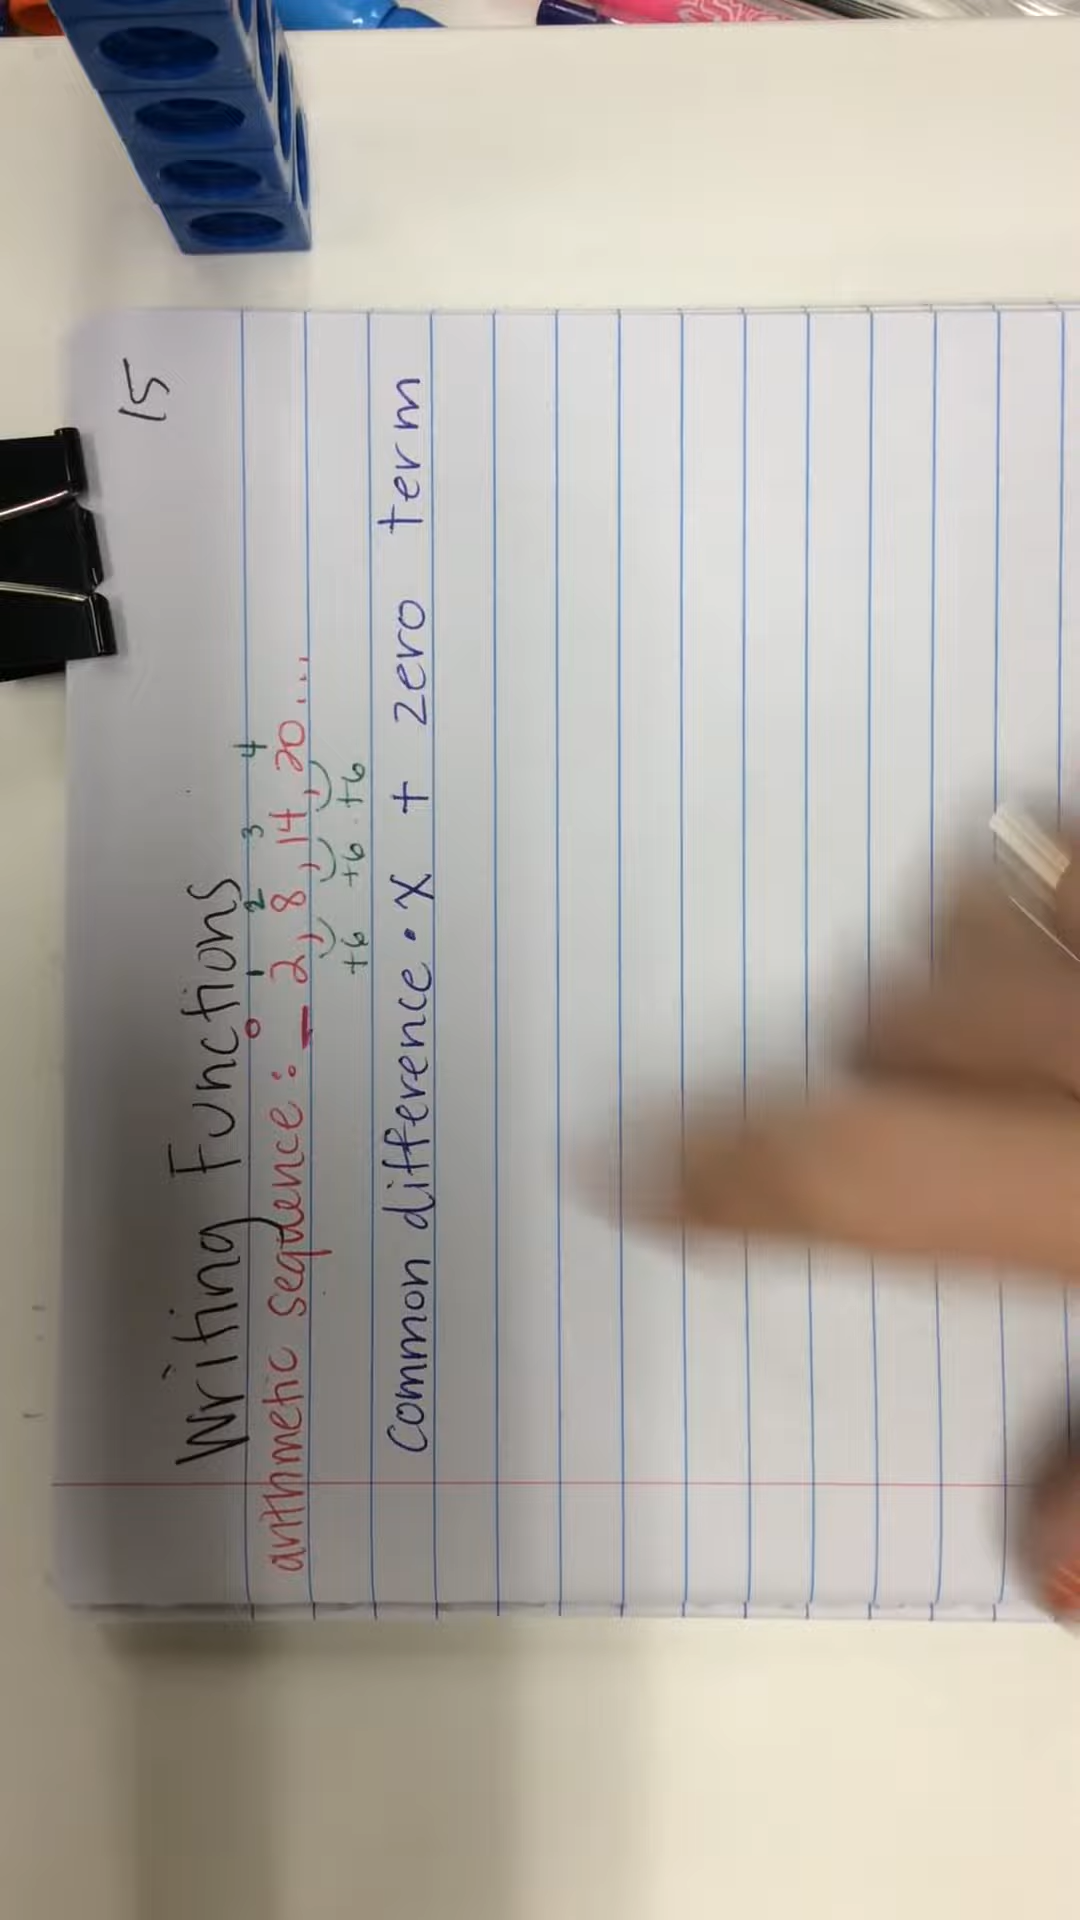 15
Writing Functions
0 1 2 3 4
arithmetic sequence: _ 2, 8, 14, 20...
+6 +6 +6
Common difference · x + zero term